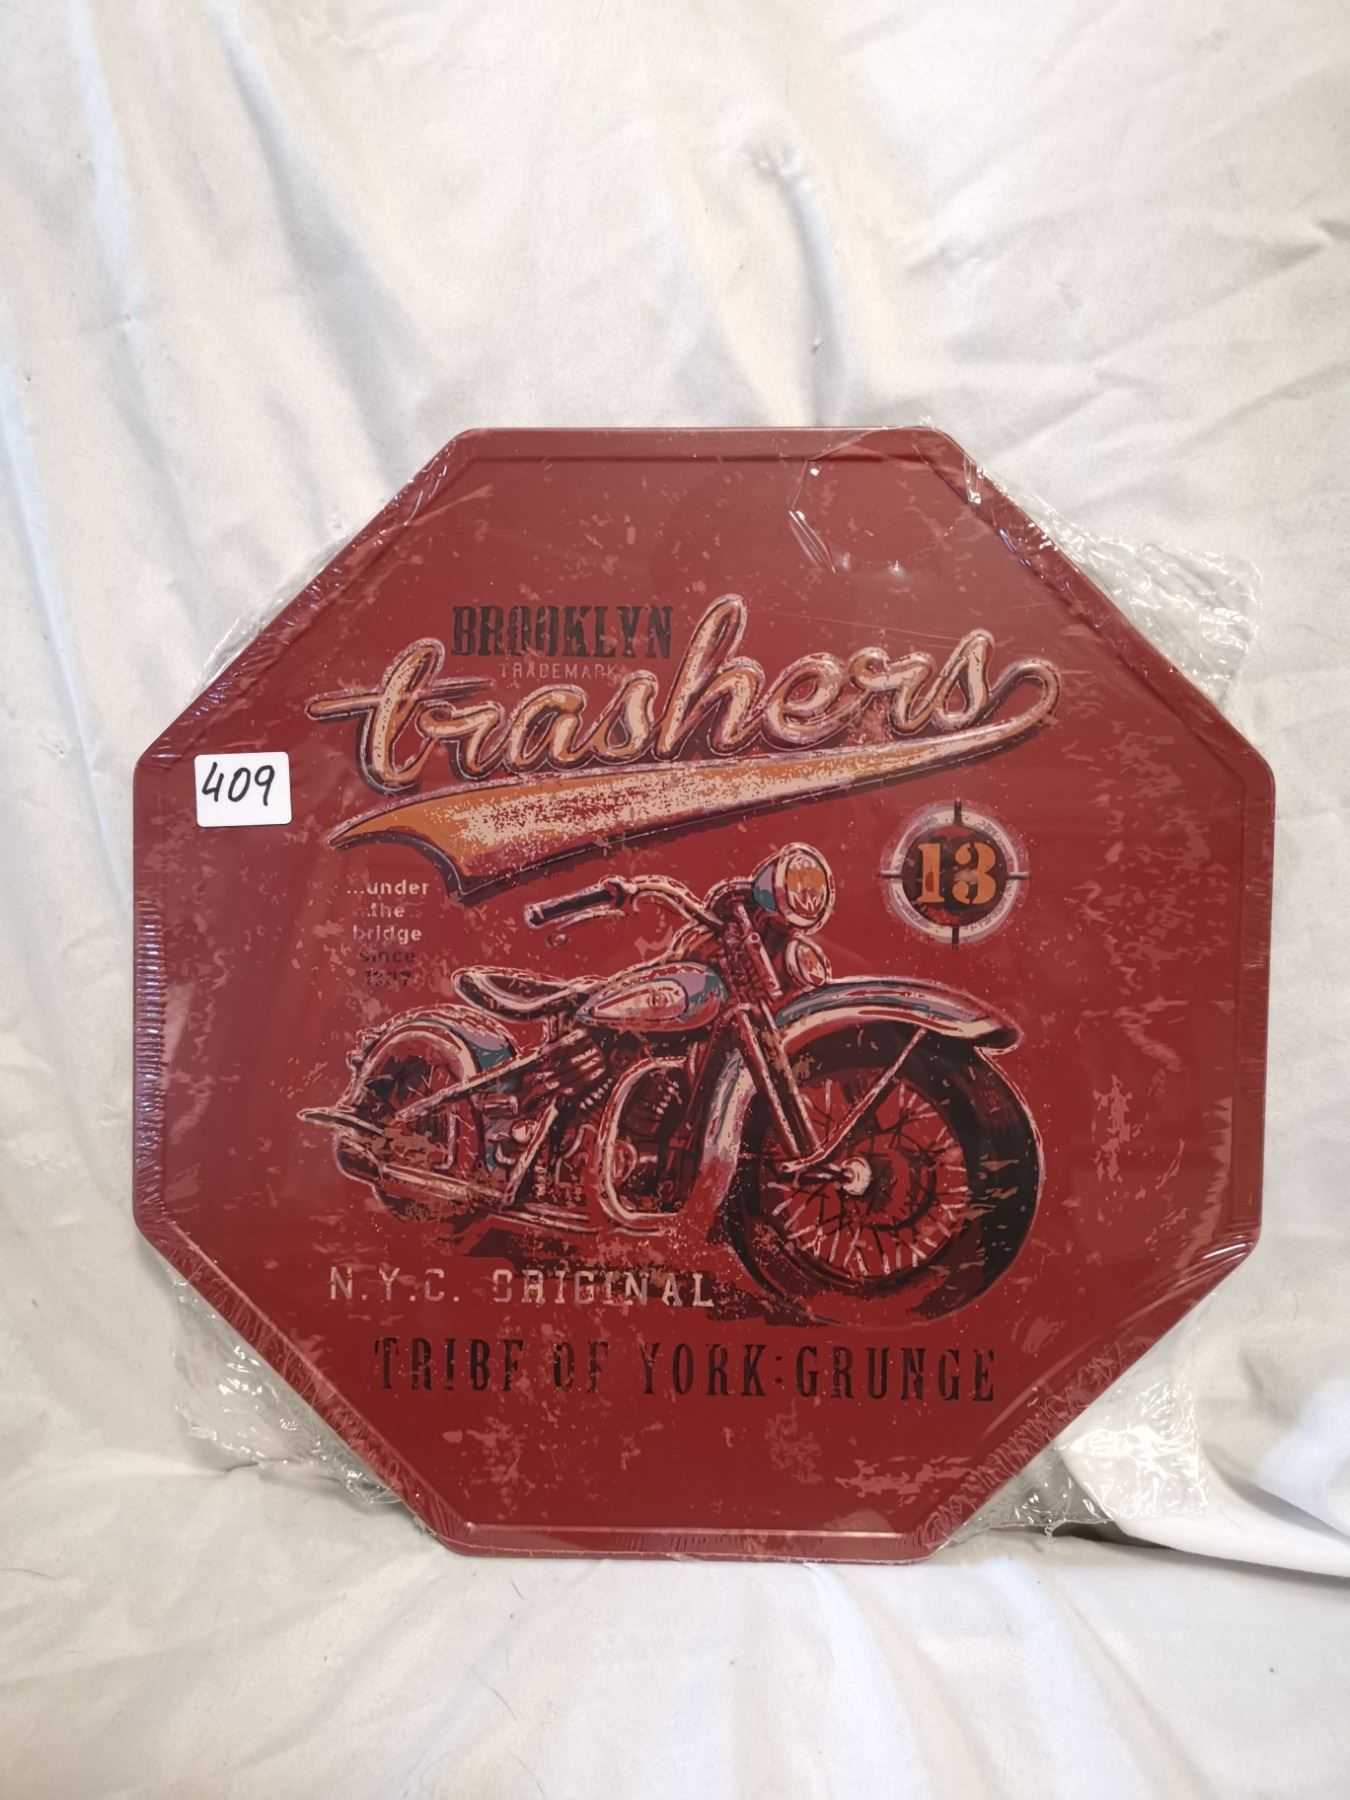 BROOKLYN
TRADEMARK
trashers
409
13
...under
the
bridge
since
N.Y.C. ORIGINAL
TRIBE OF YORK:GRUNGE